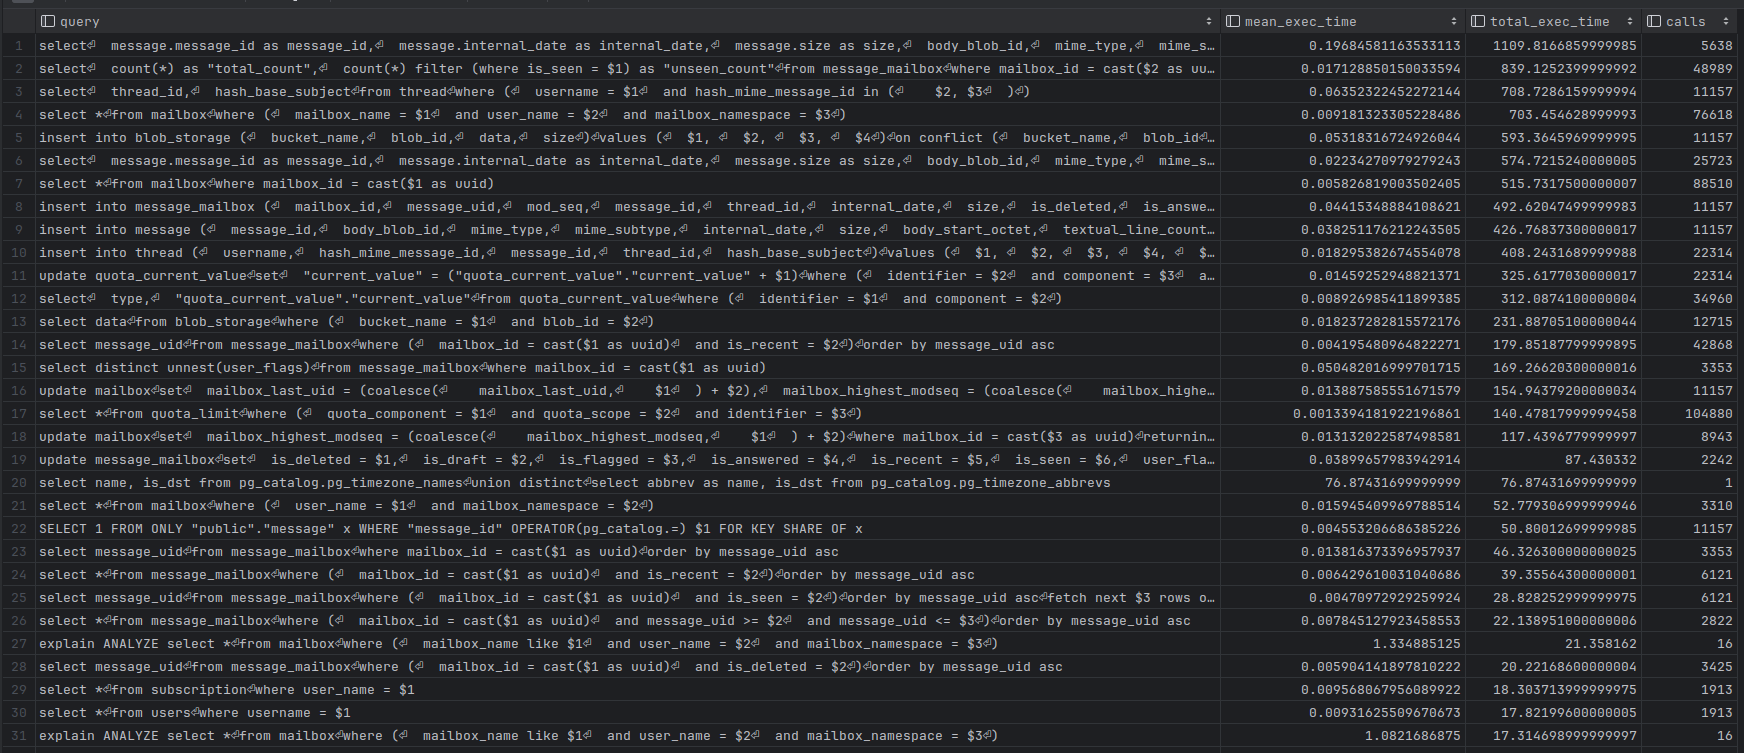 query mean_exec_time total_exec_time calls
1 select⏎  message.message_id as message_id,⏎  message.internal_date as internal_date,⏎  message.size as size,⏎  body_blob_id,⏎  mime_type,⏎  mime_s… 0.19684581163533113 1109.8166859999985 5638
2 select⏎  count(*) as "total_count",⏎  count(*) filter (where is_seen = $1) as "unseen_count"⏎from message_mailbox⏎where mailbox_id = cast($2 as uu… 0.017128850150033594 839.1252399999992 48989
3 select⏎  thread_id,⏎  hash_base_subject⏎from thread⏎where (⏎  username = $1⏎  and hash_mime_message_id in (⏎    $2, $3⏎  )⏎) 0.06352322452272144 708.7286159999994 11157
4 select *⏎from mailbox⏎where (⏎  mailbox_name = $1⏎  and user_name = $2⏎  and mailbox_namespace = $3⏎) 0.009181323305228486 703.454628999993 76618
5 insert into blob_storage (⏎  bucket_name,⏎  blob_id,⏎  data,⏎  size⏎)⏎values (⏎  $1, ⏎  $2, ⏎  $3, ⏎  $4⏎)⏎on conflict (⏎  bucket_name,⏎  blob_id⏎… 0.05318316724926044 593.3645969999995 11157
6 select⏎  message.message_id as message_id,⏎  message.internal_date as internal_date,⏎  message.size as size,⏎  body_blob_id,⏎  mime_type,⏎  mime_s… 0.02234270979279243 574.7215240000005 25723
7 select *⏎from mailbox⏎where mailbox_id = cast($1 as uuid) 0.005826819003502405 515.7317500000007 88510
8 insert into message_mailbox (⏎  mailbox_id,⏎  message_uid,⏎  mod_seq,⏎  message_id,⏎  thread_id,⏎  internal_date,⏎  size,⏎  is_deleted,⏎  is_answe… 0.04415348884108621 492.62047499999983 11157
9 insert into message (⏎  message_id,⏎  body_blob_id,⏎  mime_type,⏎  mime_subtype,⏎  internal_date,⏎  size,⏎  body_start_octet,⏎  textual_line_count… 0.038251176212243505 426.76837300000017 11157
10 insert into thread (⏎  username,⏎  hash_mime_message_id,⏎  message_id,⏎  thread_id,⏎  hash_base_subject⏎)⏎values (⏎  $1, ⏎  $2, ⏎  $3, ⏎  $4, ⏎  $… 0.018295382674554078 408.2431689999988 22314
11 update quota_current_value⏎set⏎  "current_value" = ("quota_current_value"."current_value" + $1)⏎where (⏎  identifier = $2⏎  and component = $3⏎  a… 0.01459252948821371 325.6177030000017 22314
12 select⏎  type,⏎  "quota_current_value"."current_value"⏎from quota_current_value⏎where (⏎  identifier = $1⏎  and component = $2⏎) 0.008926985411899385 312.0874100000004 34960
13 select data⏎from blob_storage⏎where (⏎  bucket_name = $1⏎  and blob_id = $2⏎) 0.018237282815572176 231.88705100000044 12715
14 select message_uid⏎from message_mailbox⏎where (⏎  mailbox_id = cast($1 as uuid)⏎  and is_recent = $2⏎)⏎order by message_uid asc 0.004195480964822271 179.85187799999895 42868
15 select distinct unnest(user_flags)⏎from message_mailbox⏎where mailbox_id = cast($1 as uuid) 0.050482016999701715 169.26620300000016 3353
16 update mailbox⏎set⏎  mailbox_last_uid = (coalesce(⏎    mailbox_last_uid,⏎    $1⏎  ) + $2),⏎  mailbox_highest_modseq = (coalesce(⏎    mailbox_highe… 0.013887585551671579 154.94379200000034 11157
17 select *⏎from quota_limit⏎where (⏎  quota_component = $1⏎  and quota_scope = $2⏎  and identifier = $3⏎) 0.0013394181922196861 140.47817999999458 104880
18 update mailbox⏎set⏎  mailbox_highest_modseq = (coalesce(⏎    mailbox_highest_modseq,⏎    $1⏎  ) + $2)⏎where mailbox_id = cast($3 as uuid)⏎returnin… 0.013132022587498581 117.4396779999997 8943
19 update message_mailbox⏎set⏎  is_deleted = $1,⏎  is_draft = $2,⏎  is_flagged = $3,⏎  is_answered = $4,⏎  is_recent = $5,⏎  is_seen = $6,⏎  user_fla… 0.03899657983942914 87.430332 2242
20 select name, is_dst from pg_catalog.pg_timezone_names⏎union distinct⏎select abbrev as name, is_dst from pg_catalog.pg_timezone_abbrevs 76.87431699999999 76.87431699999999 1
21 select *⏎from mailbox⏎where (⏎  user_name = $1⏎  and mailbox_namespace = $2⏎) 0.015945409969788514 52.779306999999946 3310
22 SELECT 1 FROM ONLY "public"."message" x WHERE "message_id" OPERATOR(pg_catalog.=) $1 FOR KEY SHARE OF x 0.004553206686385226 50.80012699999985 11157
23 select message_uid⏎from message_mailbox⏎where mailbox_id = cast($1 as uuid)⏎order by message_uid asc 0.013816373396957937 46.326300000000025 3353
24 select *⏎from message_mailbox⏎where (⏎  mailbox_id = cast($1 as uuid)⏎  and is_recent = $2⏎)⏎order by message_uid asc 0.006429610031040686 39.35564300000001 6121
25 select message_uid⏎from message_mailbox⏎where (⏎  mailbox_id = cast($1 as uuid)⏎  and is_seen = $2⏎)⏎order by message_uid asc⏎fetch next $3 rows o… 0.00470972929259924 28.828252999999975 6121
26 select *⏎from message_mailbox⏎where (⏎  mailbox_id = cast($1 as uuid)⏎  and message_uid >= $2⏎  and message_uid <= $3⏎)⏎order by message_uid asc 0.007845127923458553 22.138951000000006 2822
27 explain ANALYZE select *⏎from mailbox⏎where (⏎  mailbox_name like $1⏎  and user_name = $2⏎  and mailbox_namespace = $3⏎) 1.334885125 21.358162 16
28 select message_uid⏎from message_mailbox⏎where (⏎  mailbox_id = cast($1 as uuid)⏎  and is_deleted = $2⏎)⏎order by message_uid asc 0.005904141897810222 20.22168600000004 3425
29 select *⏎from subscription⏎where user_name = $1 0.009568067956089922 18.303713999999975 1913
30 select *⏎from users⏎where username = $1 0.00931625509670673 17.82199600000005 1913
31 explain ANALYZE select *⏎from mailbox⏎where (⏎  mailbox_name like $1⏎  and user_name = $2⏎  and mailbox_namespace = $3⏎) 1.0821686875 17.314698999999997 16